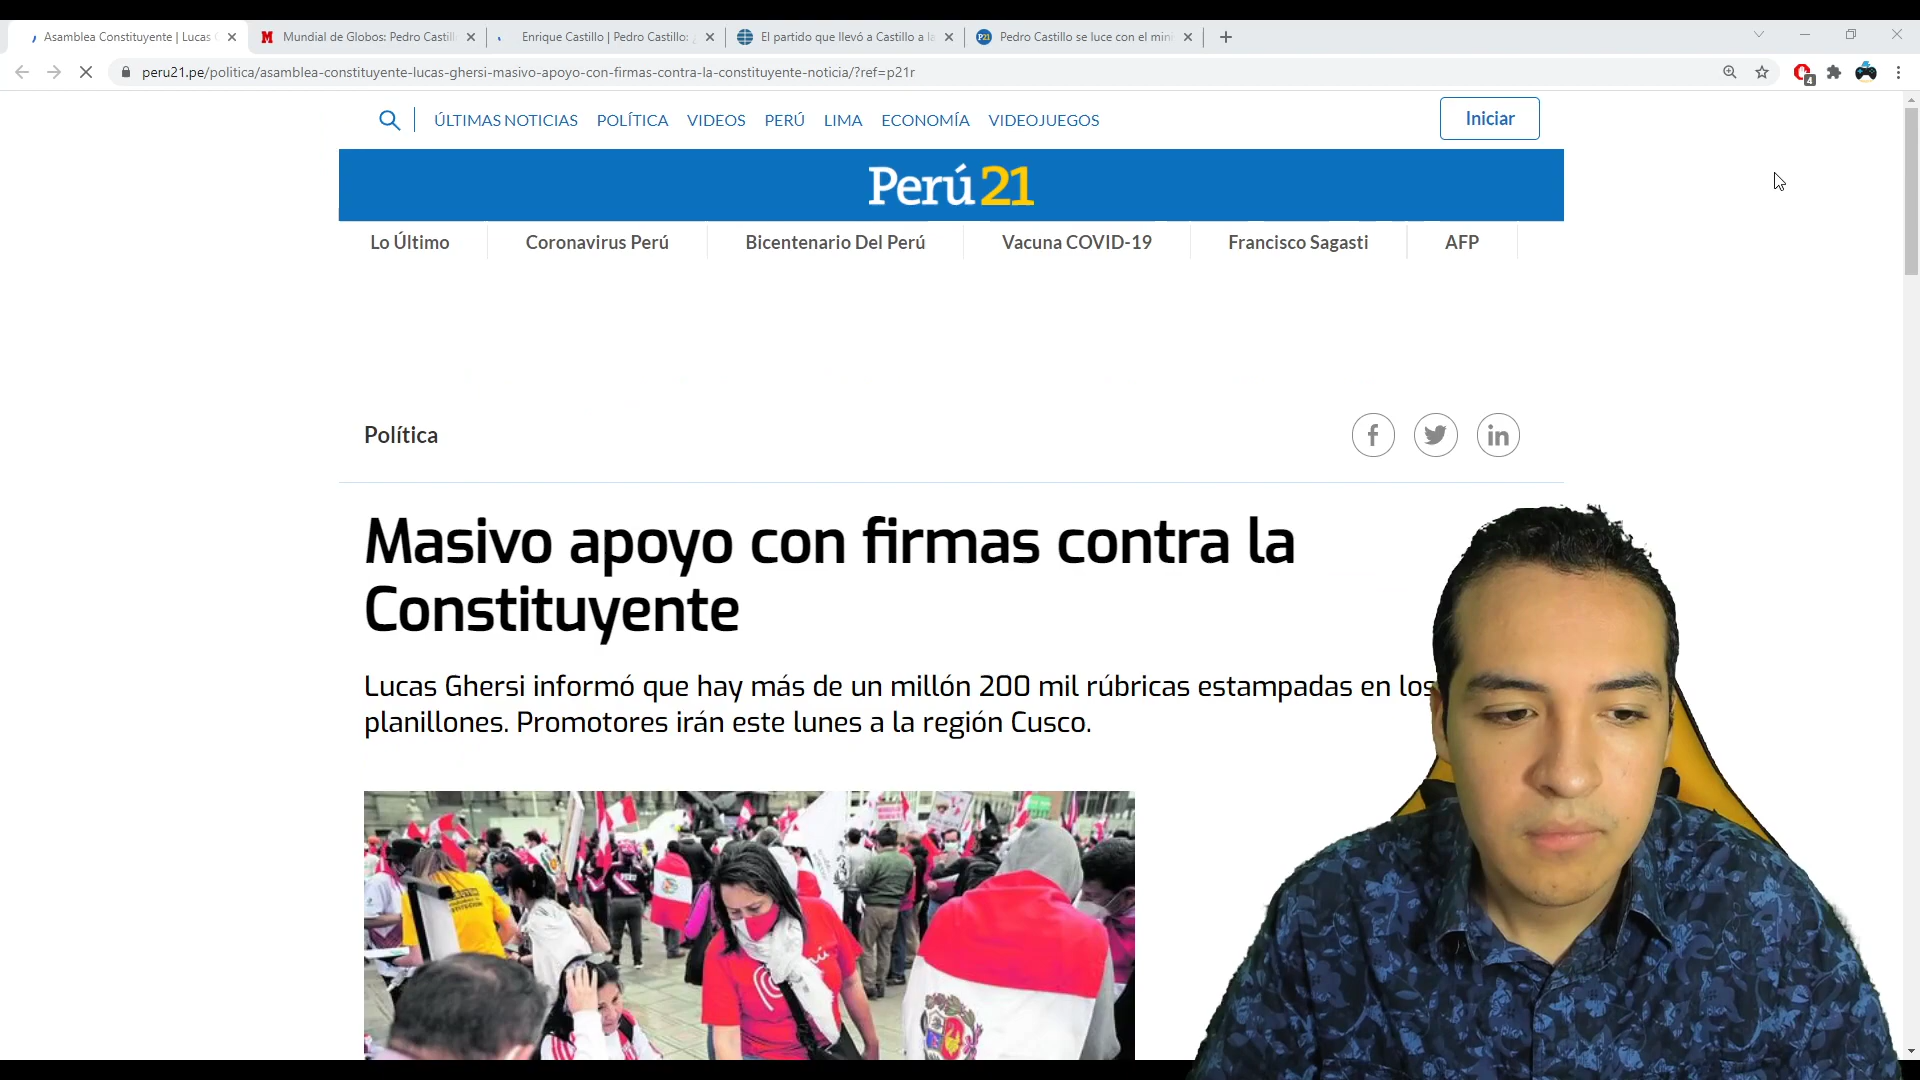 Asamblea Constituyente | Lucas
Mundial de Globos: Pedro Castill
Enrique Castillo | Pedro Castillo:
El partido que llevó a Castillo a la
Pedro Castillo se luce con el min
peru21.pe/politica/asamblea-constituyente-lucas-ghersi-masivo-apoyo-con-firmas-contra-la-constituyente-noticia/?ref=p21r
4
ÚLTIMAS NOTICIAS POLÍTICA VIDEOS PERÚ LIMA ECONOMÍA VIDEOJUEGOS
Iniciar
Perú21
Lo Último Coronavirus Perú Bicentenario Del Perú Vacuna COVID-19 Francisco Sagasti AFP
Política
Masivo apoyo con firmas contra la
Constituyente
Lucas Ghersi informó que hay más de un millón 200 mil rúbricas estampadas en los
planillones. Promotores irán este lunes a la región Cusco.